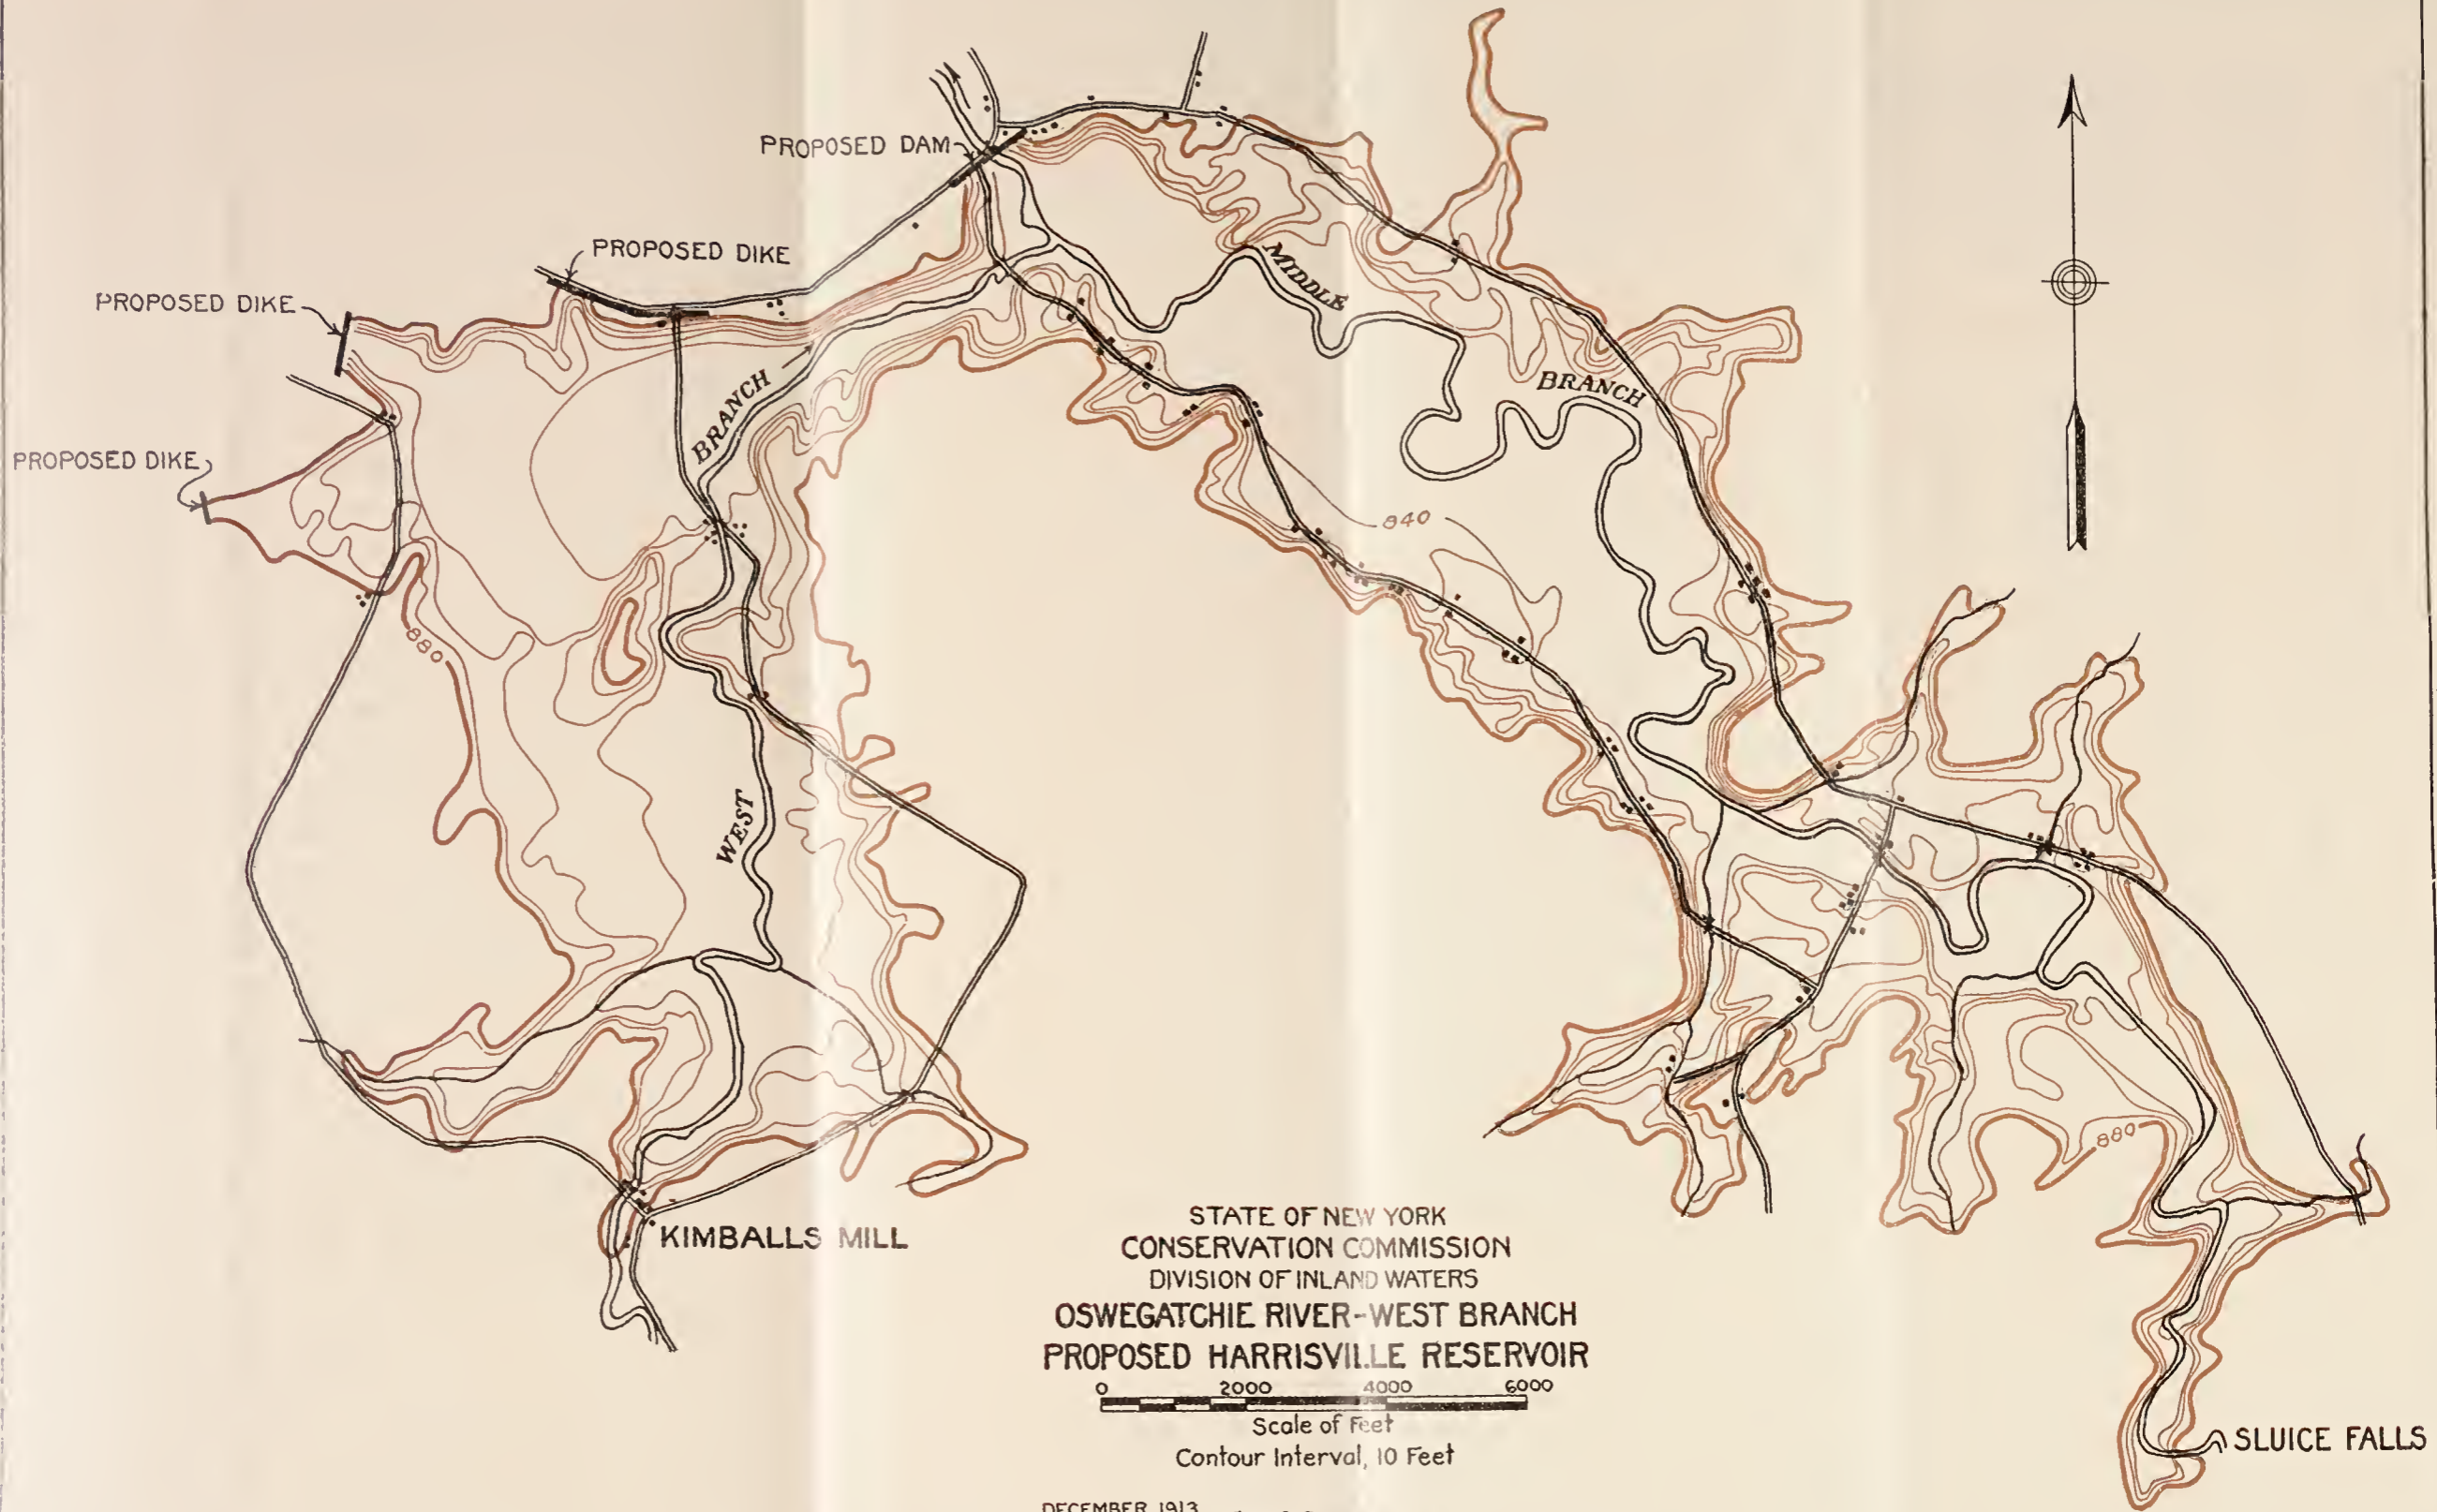 PROPOSED DAM
PROPOSED DIKE
PROPOSED DIKE
PROPOSED DIKE
MIDDLE
BRANCH
BRANCH
WEST
840
880
880
KIMBALLS MILL
SLUICE FALLS
STATE OF NEW YORK
CONSERVATION COMMISSION
DIVISION OF INLAND WATERS
OSWEGATCHIE RIVER-WEST BRANCH
PROPOSED HARRISVILLE RESERVOIR
0 2000 4000 6000
Scale of Feet
Contour Interval, 10 Feet
DECEMBER 1913